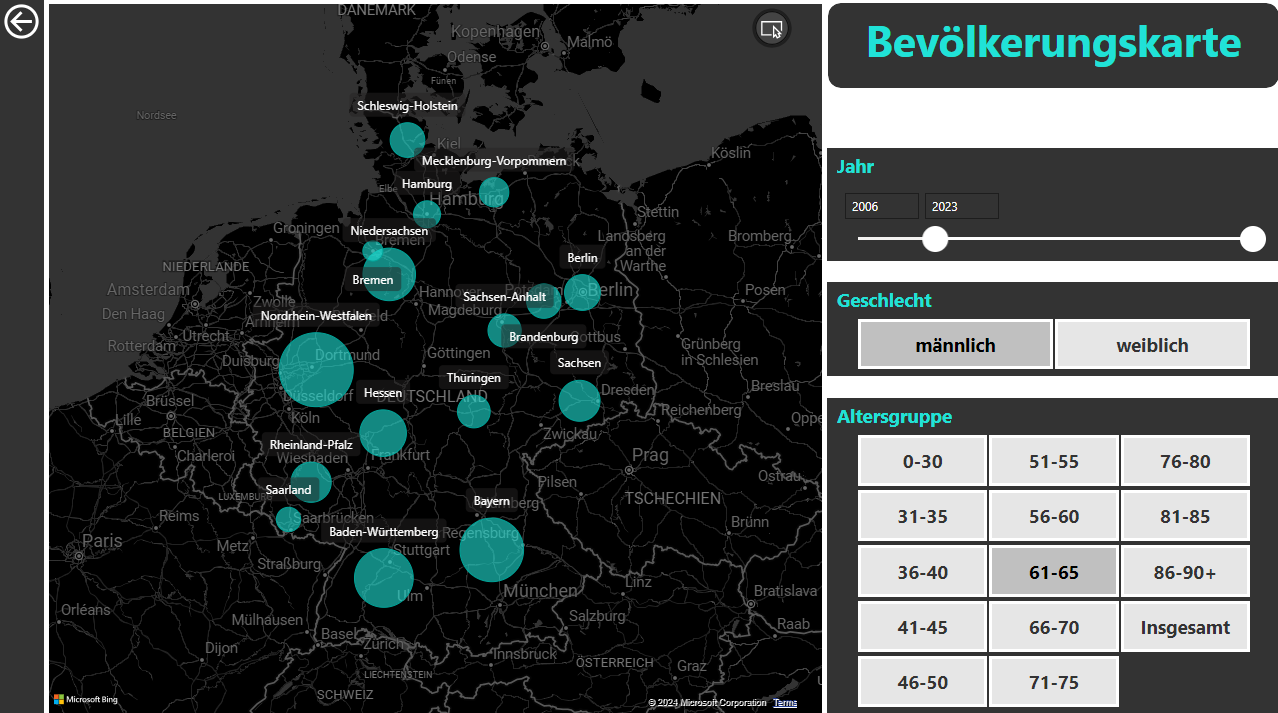 DÄNEMARK
Kopenhagen
Malmö
Odense
Fünen
Nordsee
Schleswig-Holstein
Kiel
Mecklenburg-Vorpommern
Köslin
Hamburg
Elbe
Hamburg
Stettin
Groningen
Niedersachsen
Bremen
Landsberg
an der
Warthe
Bromberg
NIEDERLANDE
Berlin
Bremen
Amsterdam
Hannover
Sachsen-Anhalt
Berlin
Posen
Zwolle
Magdeburg
Den Haag
Nordrhein-Westfalen
Arnheim
Utrecht
Brandenburg
Rotterdam
Dortmund
Göttingen
Grünberg
in Schlesien
Duisburg
Sachsen
Thüringen
Breslau
Hessen
DEUTSCHLAND
Dresden
Brüssel
Düsseldorf
Köln
Reichenberg
Lille
BELGIEN
Zwickau
Rheinland-Pfalz
Wiesbaden
Frankfurt
Charleroi
Prag
Ostrau
Pilsen
Saarland
LUXEMBURG
TSCHECHIEN
Bayern
Reims
Saarbrücken
Brünn
Baden-Württemberg
Regensburg
Paris
Metz
Stuttgart
Straßburg
Linz
Ulm
München
Bratislava
Orléans
Mülhausen
Salzburg
Raab
Basel
Zürich
Dijon
Innsbruck
ÖSTERREICH
Graz
LIECHTENSTEIN
SCHWEIZ
Microsoft Bing
© 2024 Microsoft Corporation Terms
Bevölkerungskarte
Jahr
2006 2023
Geschlecht
männlich weiblich
Altersgruppe
0-30 51-55 76-80
31-35 56-60 81-85
36-40 61-65 86-90+
41-45 66-70 Insgesamt
46-50 71-75